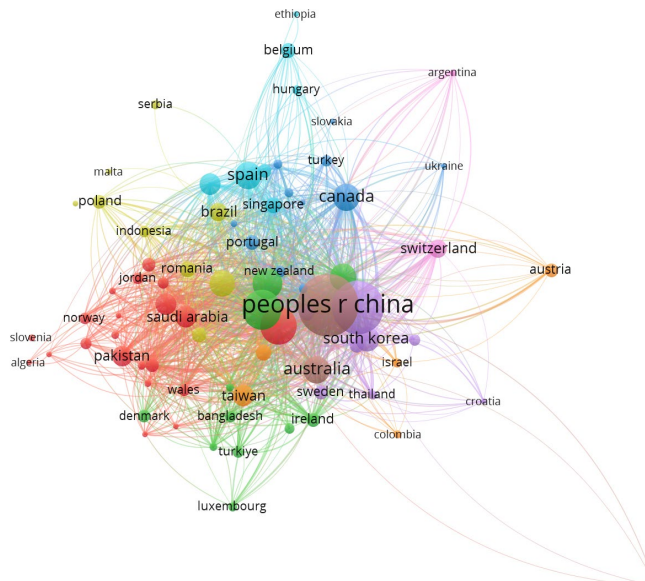 ethiopia
belgium
argentina
hungary
serbia
slovakia
turkey
ukraine
malta
spain
canada
poland
brazil
singapore
indonesia
portugal
switzerland
romania
new zealand
austria
jordan
peoples r china
norway
saudi arabia
slovenia
south korea
pakistan
algeria
israel
australia
wales
taiwan
sweden
thailand
croatia
denmark
bangladesh
ireland
colombia
turkiye
luxembourg